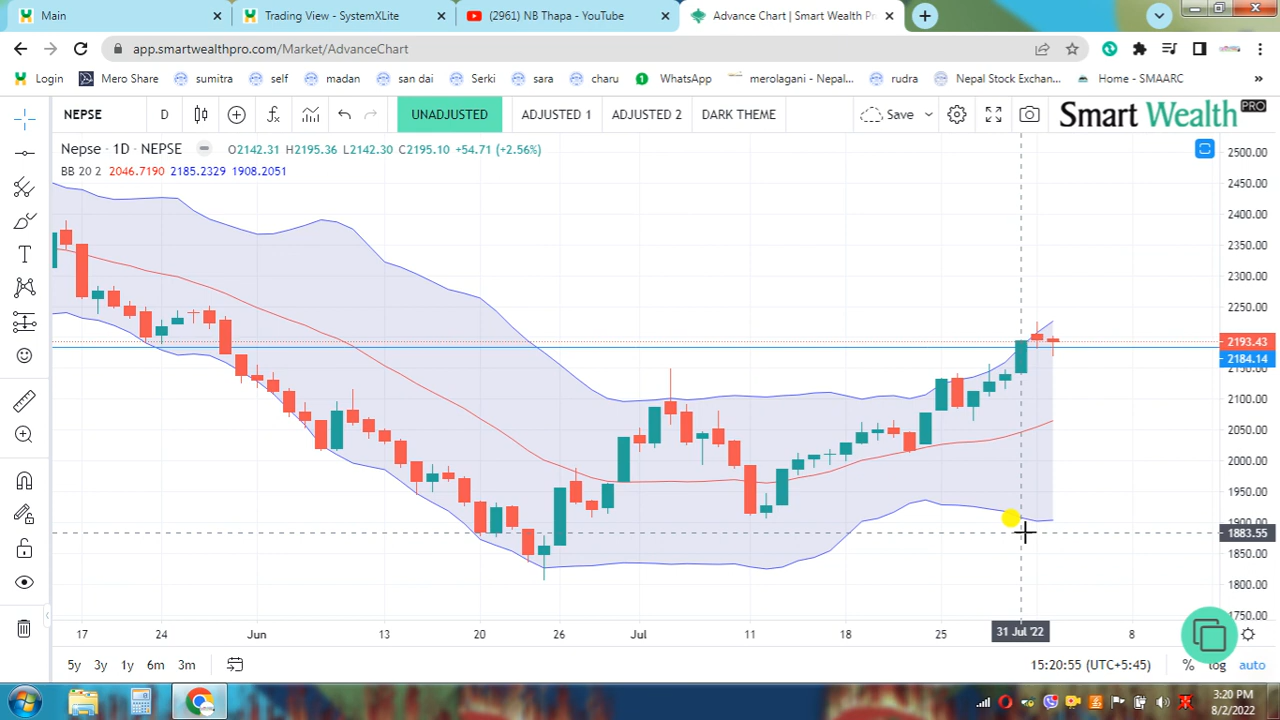 Main
Trading View - SystemXLite
(2961) NB Thapa - YouTube
Advance Chart | Smart Wealth Pro
app.smartwealthpro.com/Market/AdvanceChart
Login
Mero Share
sumitra
self
madan
san dai
Serki
sara
charu
WhatsApp
merolagani - Nepal...
rudra
Nepal Stock Exchan...
Home - SMAARC
»
NEPSE
D
UNADJUSTED
ADJUSTED 1
ADJUSTED 2
DARK THEME
Save
Smart Wealth PRO
Nepse · 1D · NEPSE
O2142.31 H2195.36 L2142.30 C2195.10 +54.71 (+2.56%)
BB 20 2 2046.7190 2185.2329 1908.2051
2500.00
2450.00
2400.00
2350.00
2300.00
2250.00
2193.43
2184.14
2150.00
2100.00
2050.00
2000.00
1950.00
1900.00
1883.55
1850.00
1800.00
1750.00
17
24
Jun
13
20
26
Jul
11
18
25
31 Jul '22
8
5y
3y
1y
6m
3m
15:20:55 (UTC+5:45)
%
log
auto
3:20 PM
8/2/2022